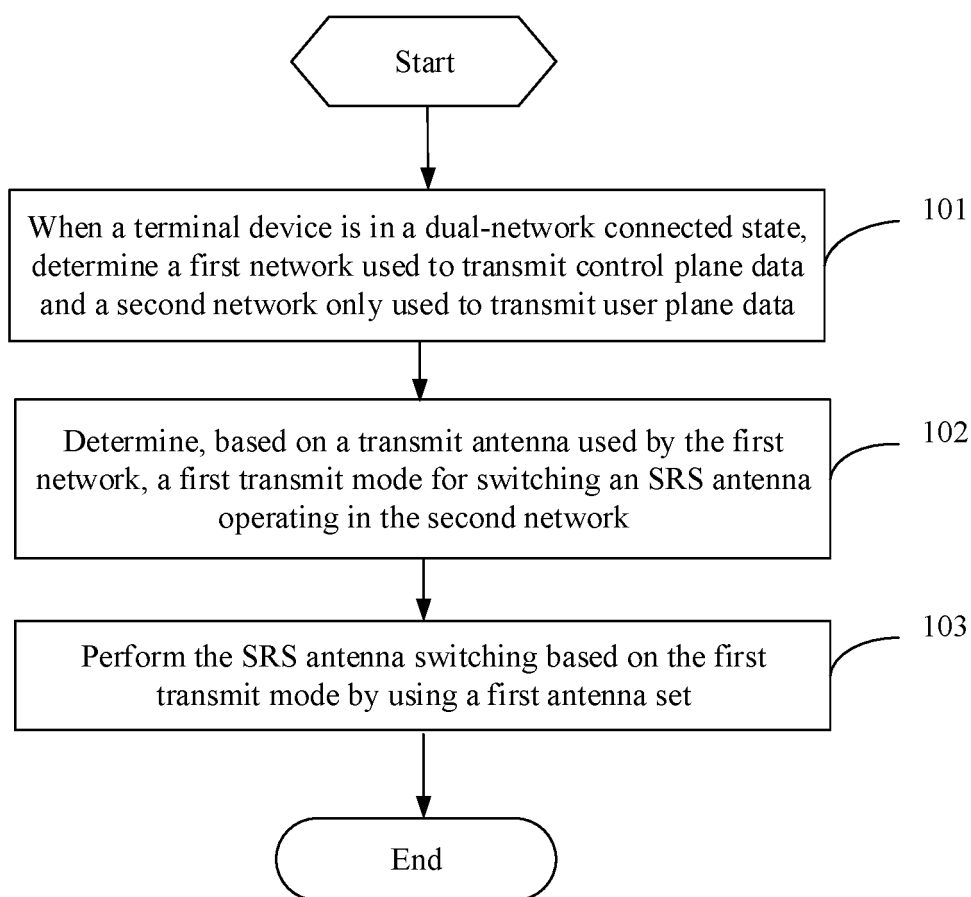 Start
When a terminal device is in a dual-network connected state,
determine a first network used to transmit control plane data
and a second network only used to transmit user plane data
101
Determine, based on a transmit antenna used by the first
network, a first transmit mode for switching an SRS antenna
operating in the second network
102
Perform the SRS antenna switching based on the first
transmit mode by using a first antenna set
103
End